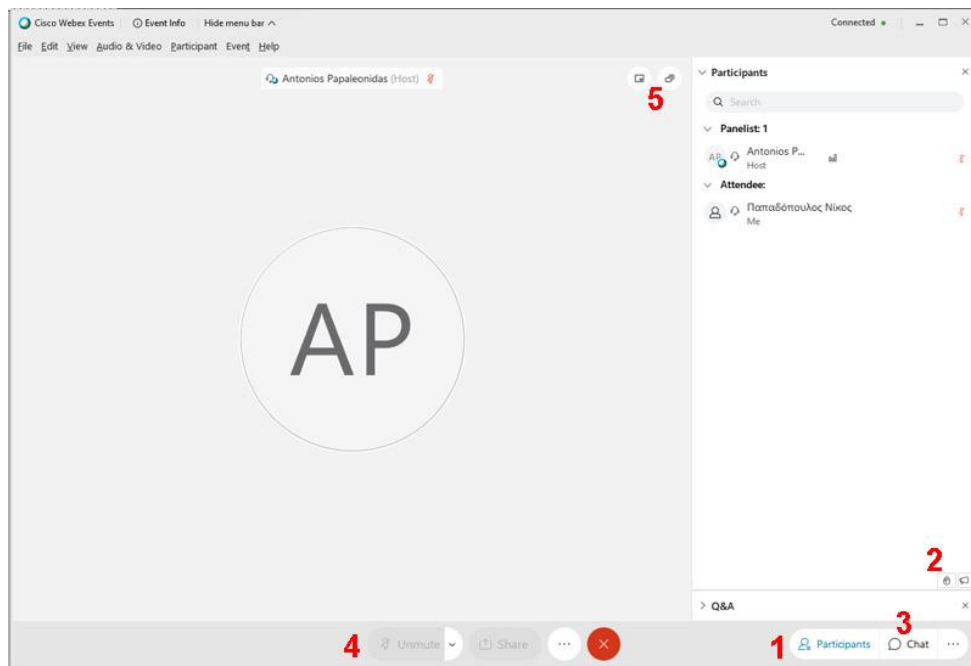 Cisco Webex Events Event Info Hide menu bar Connected
File Edit View Audio & Video Participant Event Help
Antonios Papaleonidas (Host)
5
Participants
Search
Panelist: 1
AP Antonios P...
Host
Attendee:
Παπαδόπουλος Νίκος
Me
AP
2
Q&A
3
4 Unmute Share ... 1 Participants Chat ...